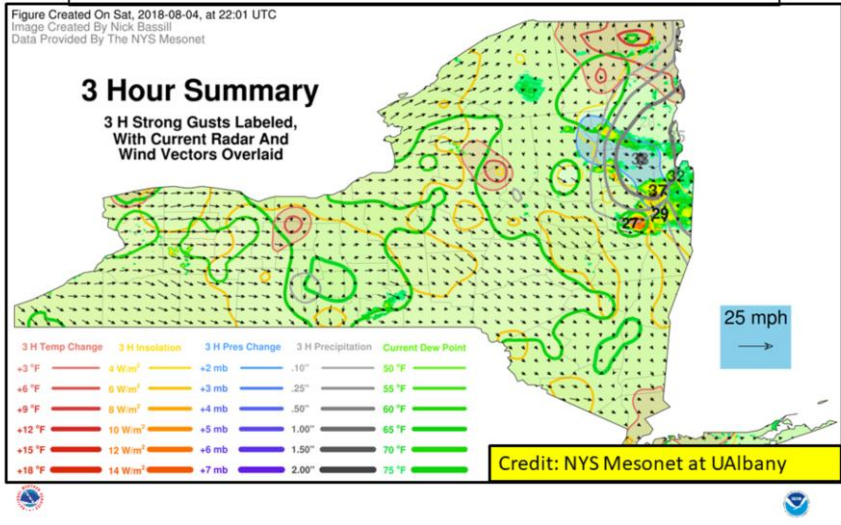 Figure Created On Sat, 2018-08-04, at 22:01 UTC
Image Created By Nick Bassill
Data Provided By The NYS Mesonet
3 Hour Summary
3 H Strong Gusts Labeled,
With Current Radar And
Wind Vectors Overlaid
33
32
37
29
27
25 mph
3 H Temp Change 3 H Insolation 3 H Pres Change 3 H Precipitation Current Dew Point
+3 °F 4 W/m² +2 mb .10" 50 °F
+6 °F 6 W/m² +3 mb .25" 55 °F
+9 °F 8 W/m² +4 mb .50" 60 °F
+12 °F 10 W/m² +5 mb 1.00" 65 °F
+15 °F 12 W/m² +6 mb 1.50" 70 °F
+18 °F 14 W/m² +7 mb 2.00" 75 °F
Credit: NYS Mesonet at UAlbany